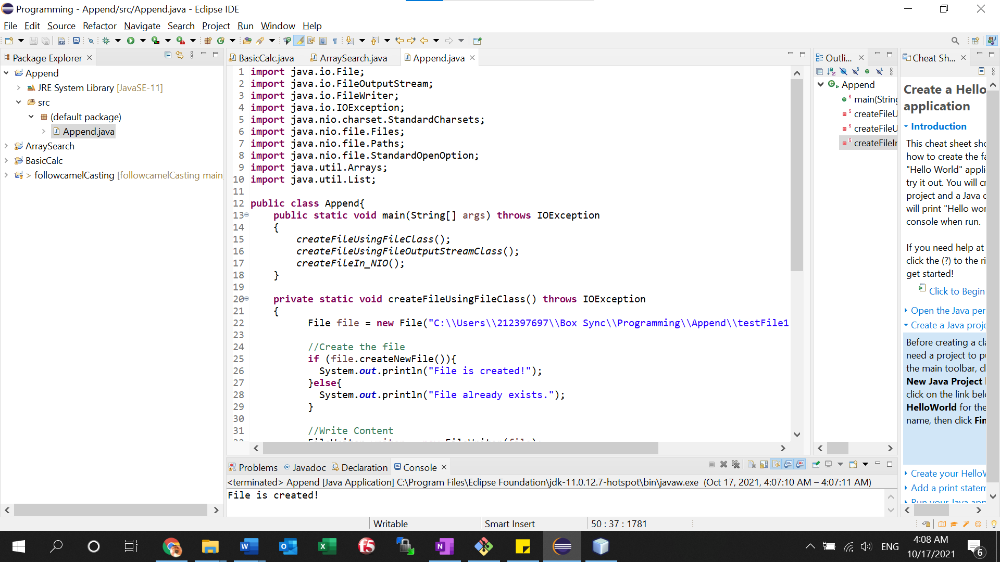 Programming - Append/src/Append.java - Eclipse IDE
File Edit Source Refactor Navigate Search Project Run Window Help
Package Explorer
Append
JRE System Library [JavaSE-11]
src
(default package)
Append.java
ArraySearch
BasicCalc
> followcamelCasting [followcamelCasting main]
BasicCalc.java ArraySearch.java Append.java
1 import java.io.File;
2 import java.io.FileOutputStream;
3 import java.io.FileWriter;
4 import java.io.IOException;
5 import java.nio.charset.StandardCharsets;
6 import java.nio.file.Files;
7 import java.nio.file.Paths;
8 import java.nio.file.StandardOpenOption;
9 import java.util.Arrays;
10 import java.util.List;
11
12 public class Append{
13 public static void main(String[] args) throws IOException
14 {
15 createFileUsingFileClass();
16 createFileUsingFileOutputStreamClass();
17 createFileIn_NIO();
18 }
19
20 private static void createFileUsingFileClass() throws IOException
21 {
22 File file = new File("C:\\Users\\212397697\\Box Sync\\Programming\\Append\\testFile1
23
24 //Create the file
25 if (file.createNewFile()){
26 System.out.println("File is created!");
27 }else{
28 System.out.println("File already exists.");
29 }
30
31 //Write Content
Outli...
Append
main(String
createFileU
createFileU
createFileIn
Cheat Sh...
Create a Hello
application
Introduction
This cheat sheet sho
how to create the fa
"Hello World" appli
try it out. You will cr
project and a Java c
will print "Hello wor
console when run.
If you need help at
click the (?) to the ri
get started!
Click to Begin
Open the Java per
Create a Java proje
Before creating a cla
need a project to pu
the main toolbar, cl
New Java Project
click on the link belo
HelloWorld for the
name, then click Fin
Create your HelloW
Add a print statem
Run your Java app
Problems @ Javadoc Declaration Console
<terminated> Append [Java Application] C:\Program Files\Eclipse Foundation\jdk-11.0.12.7-hotspot\bin\javaw.exe (Oct 17, 2021, 4:07:10 AM – 4:07:11 AM)
File is created!
Writable Smart Insert 50 : 37 : 1781
ENG
4:08 AM
10/17/2021
6